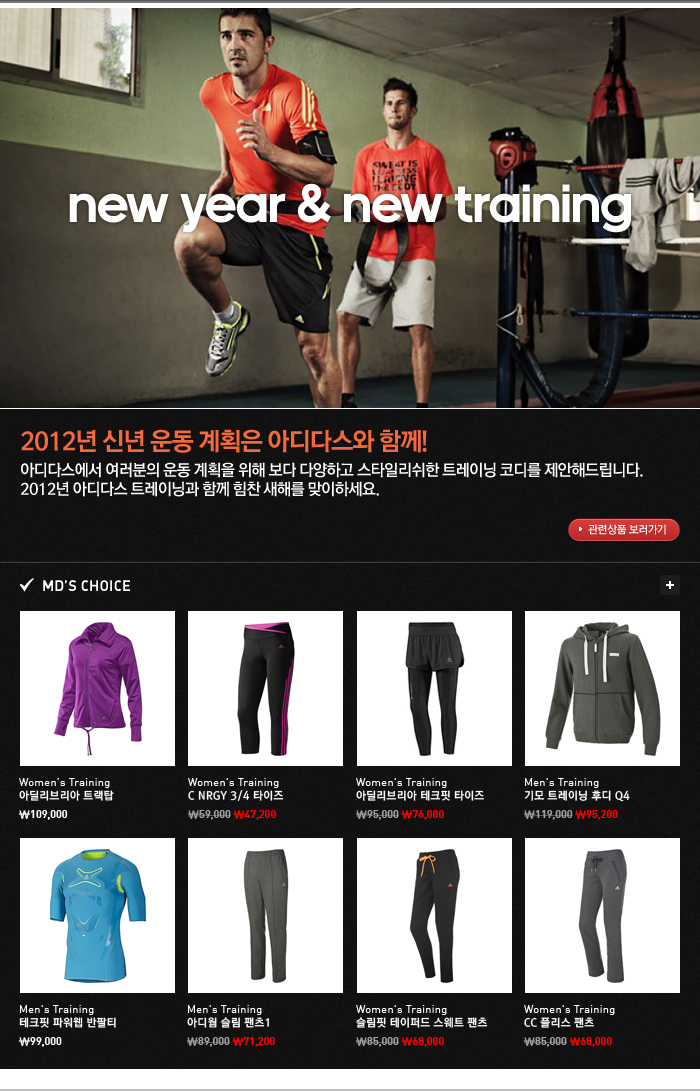 SWEAT IS
new year & new training
2012년 신년 운동 계획은 아디다스와 함께!
아디다스에서 여러분의 운동 계획을 위해 보다 다양하고 스타일리쉬한 트레이닝 코디를 제안해드립니다.
2012년 아디다스 트레이닝과 함께 힘찬 새해를 맞이하세요.
관련상품 보러가기
MD'S CHOICE
Women's Training
아딜리브리아 트랙탑
₩109,000
Women's Training
C NRGY 3/4 타이즈
₩59,000 ₩47,200
Women's Training
아딜리브리아 테크핏 타이즈
₩95,000 ₩76,000
Men's Training
기모 트레이닝 후디 Q4
₩119,000 ₩95,200
Men's Training
테크핏 파워웹 반팔티
₩99,000
Men's Training
아디웜 슬림 팬츠1
₩89,000 ₩71,200
Women's Training
슬림핏 테이퍼드 스웨트 팬츠
₩85,000 ₩68,000
Women's Training
CC 플리스 팬츠
₩85,000 ₩68,000